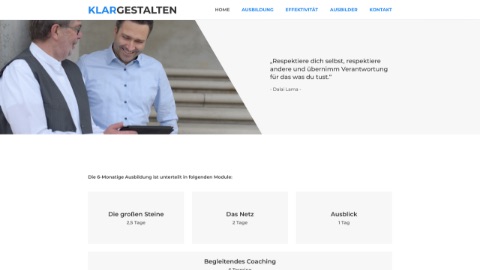 KLARGESTALTEN
HOME AUSBILDUNG EFFEKTIVITÄT AUSBILDER KONTAKT
„Respektiere dich selbst, respektiere
andere und übernimm Verantwortung
für das was du tust."
- Dalai Lama -
Die 6-Monatige Ausbildung ist unterteilt in folgenden Module:
Die großen Steine
2,5 Tage
Das Netz
2 Tage
Ausblick
1 Tag
Begleitendes Coaching